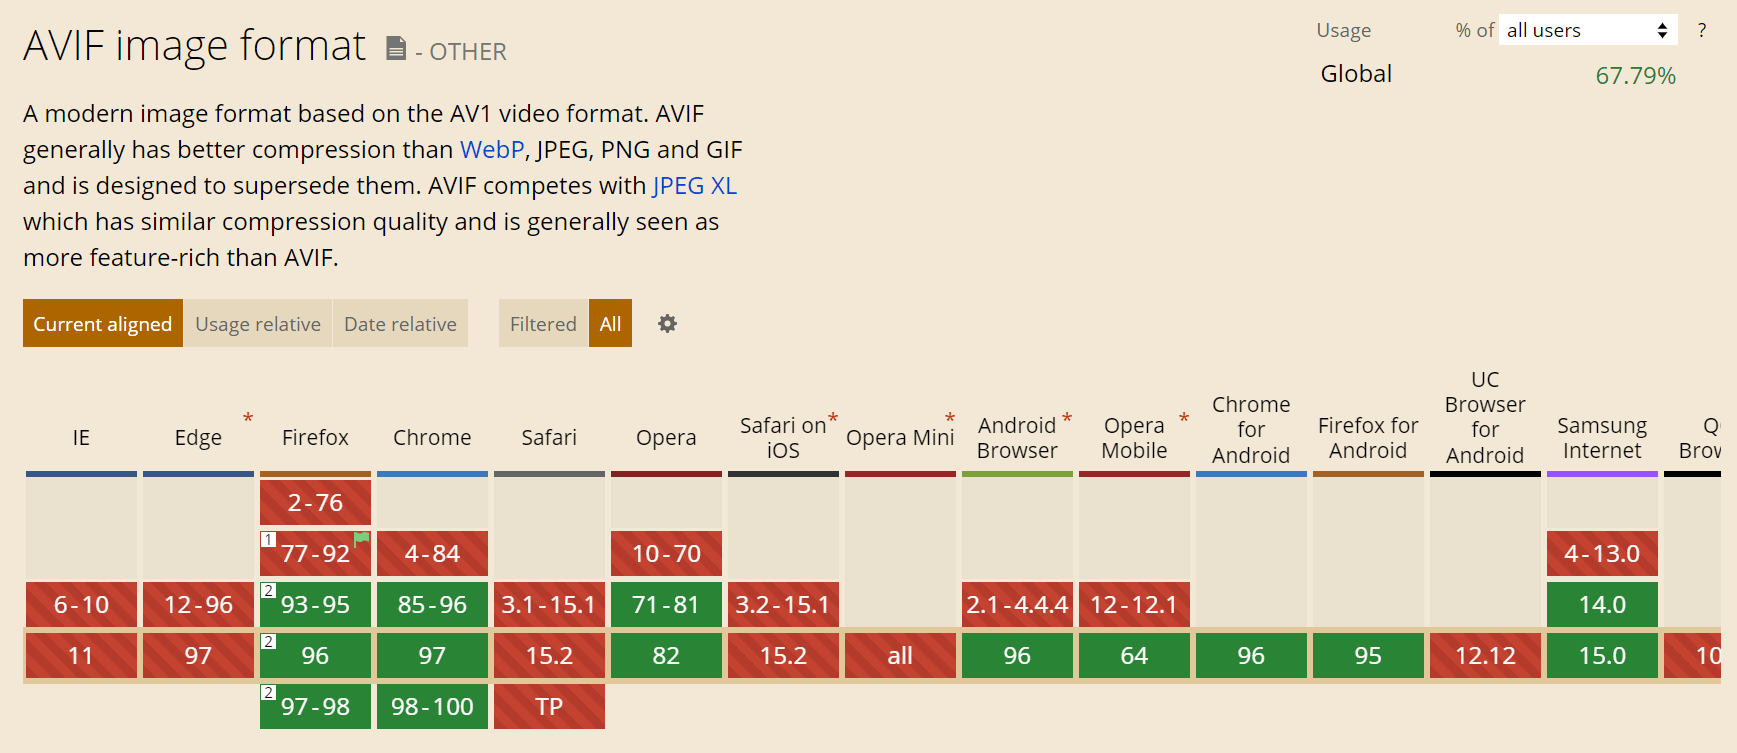 AVIF image format - OTHER
Usage % of all users ?
Global 67.79%
A modern image format based on the AV1 video format. AVIF
generally has better compression than WebP, JPEG, PNG and GIF
and is designed to supersede them. AVIF competes with JPEG XL
which has similar compression quality and is generally seen as
more feature-rich than AVIF.
Current aligned Usage relative Date relative Filtered All
IE Edge * Firefox Chrome Safari Opera Safari on iOS * Opera Mini * Android Browser * Opera Mobile * Chrome for Android Firefox for Android UC Browser for Android Samsung Internet
2-76
1 77-92 4-84 10-70 4-13.0
6-10 12-96 2 93-95 85-96 3.1-15.1 71-81 3.2-15.1 2.1-4.4.4 12-12.1 14.0
11 97 2 96 97 15.2 82 15.2 all 96 64 96 95 12.12 15.0 10
2 97-98 98-100 TP